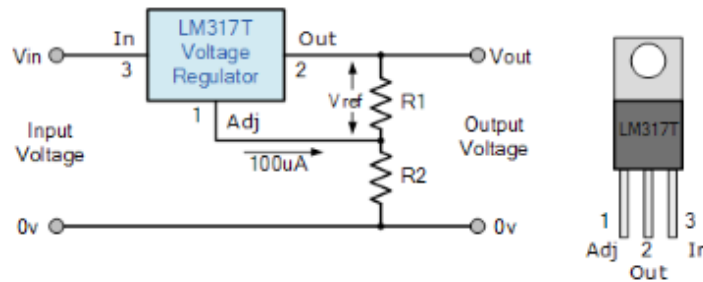 LM317T
Voltage
Regulator
In
Out
Vin
3
2
Vout
1
Adj
Vref
R1
100uA
R2
Input
Voltage
Output
Voltage
0v
0v
LM317T
1
2
3
Adj
In
Out